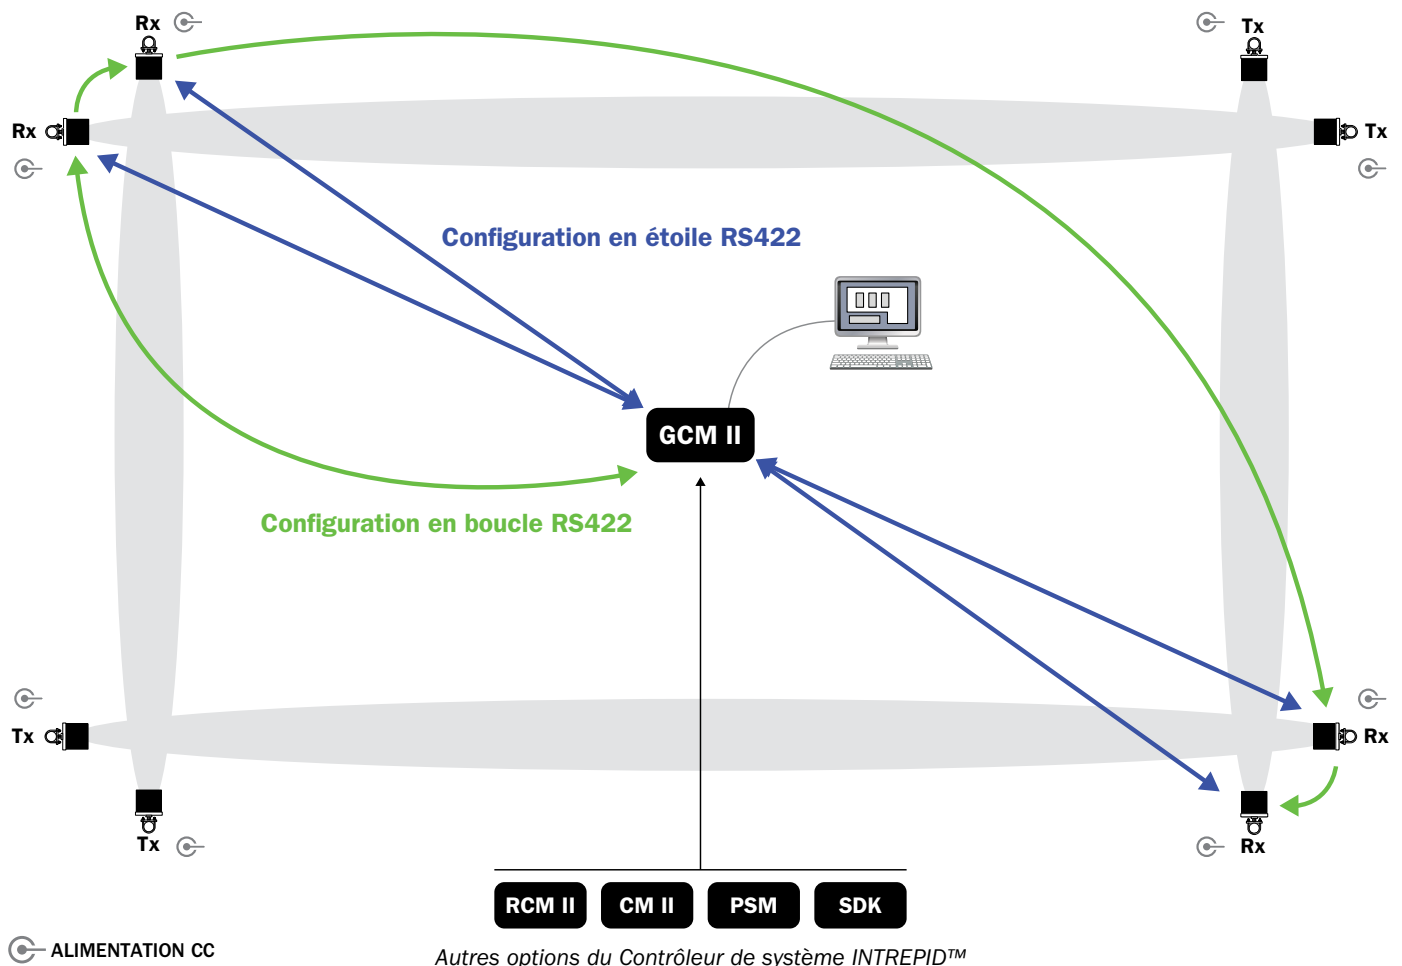 Rx
Tx
Rx
Tx
Configuration en étoile RS422
GCM II
Configuration en boucle RS422
Tx
Rx
Tx
Rx
RCM II
CM II
PSM
SDK
ALIMENTATION CC
Autres options du Contrôleur de système INTREPID™